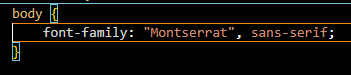 body {
    font-family: "Montserrat", sans-serif;
}